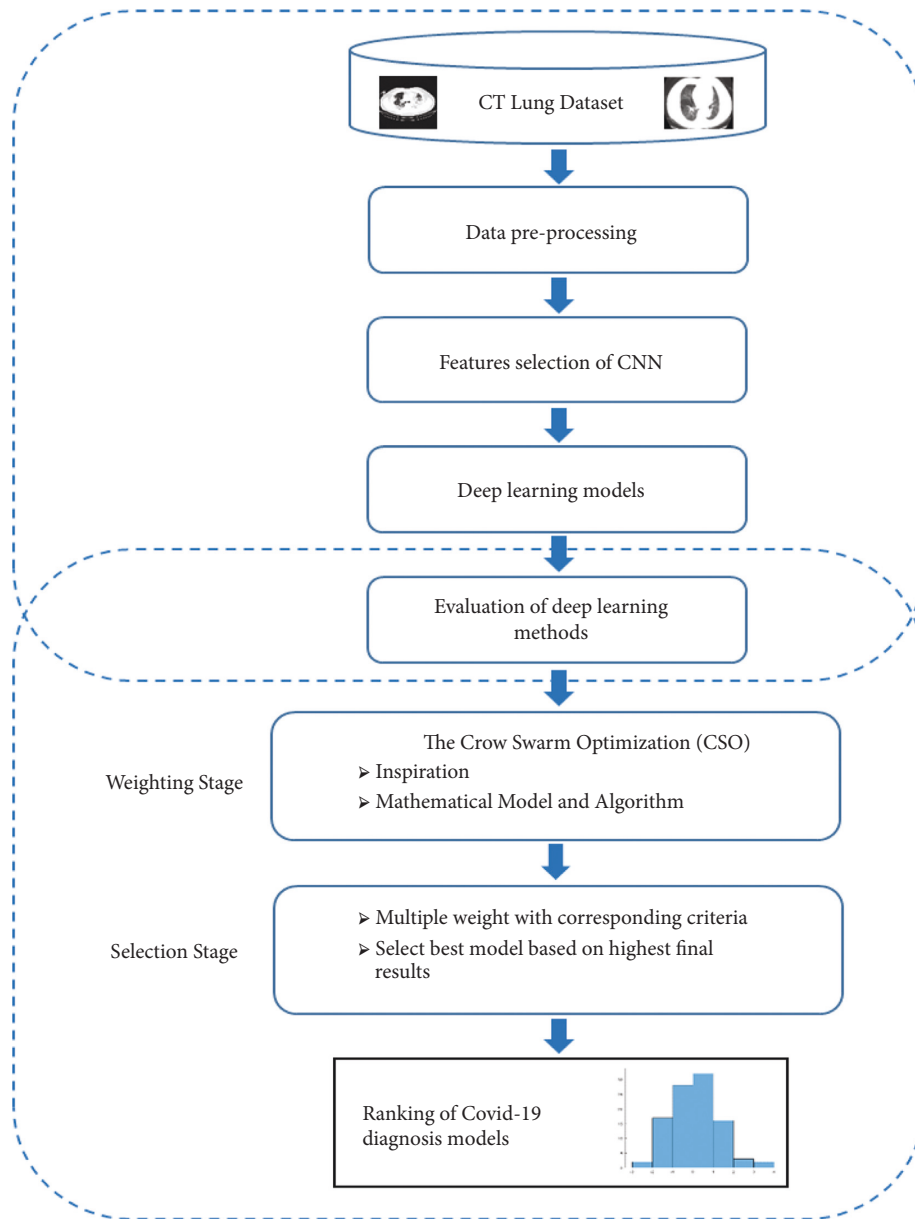 CT Lung Dataset
Data pre-processing
Features selection of CNN
Deep learning models
Evaluation of deep learning
methods
The Crow Swarm Optimization (CSO)
Weighting Stage
➢ Inspiration
➢ Mathematical Model and Algorithm
Selection Stage
➢ Multiple weight with corresponding criteria
➢ Select best model based on highest final
results
Ranking of Covid-19
diagnosis models